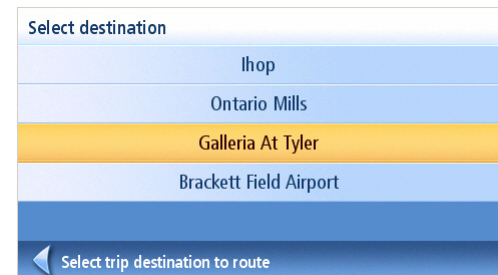 Select destination
Ihop
Ontario Mills
Galleria At Tyler
Brackett Field Airport
Select trip destination to route